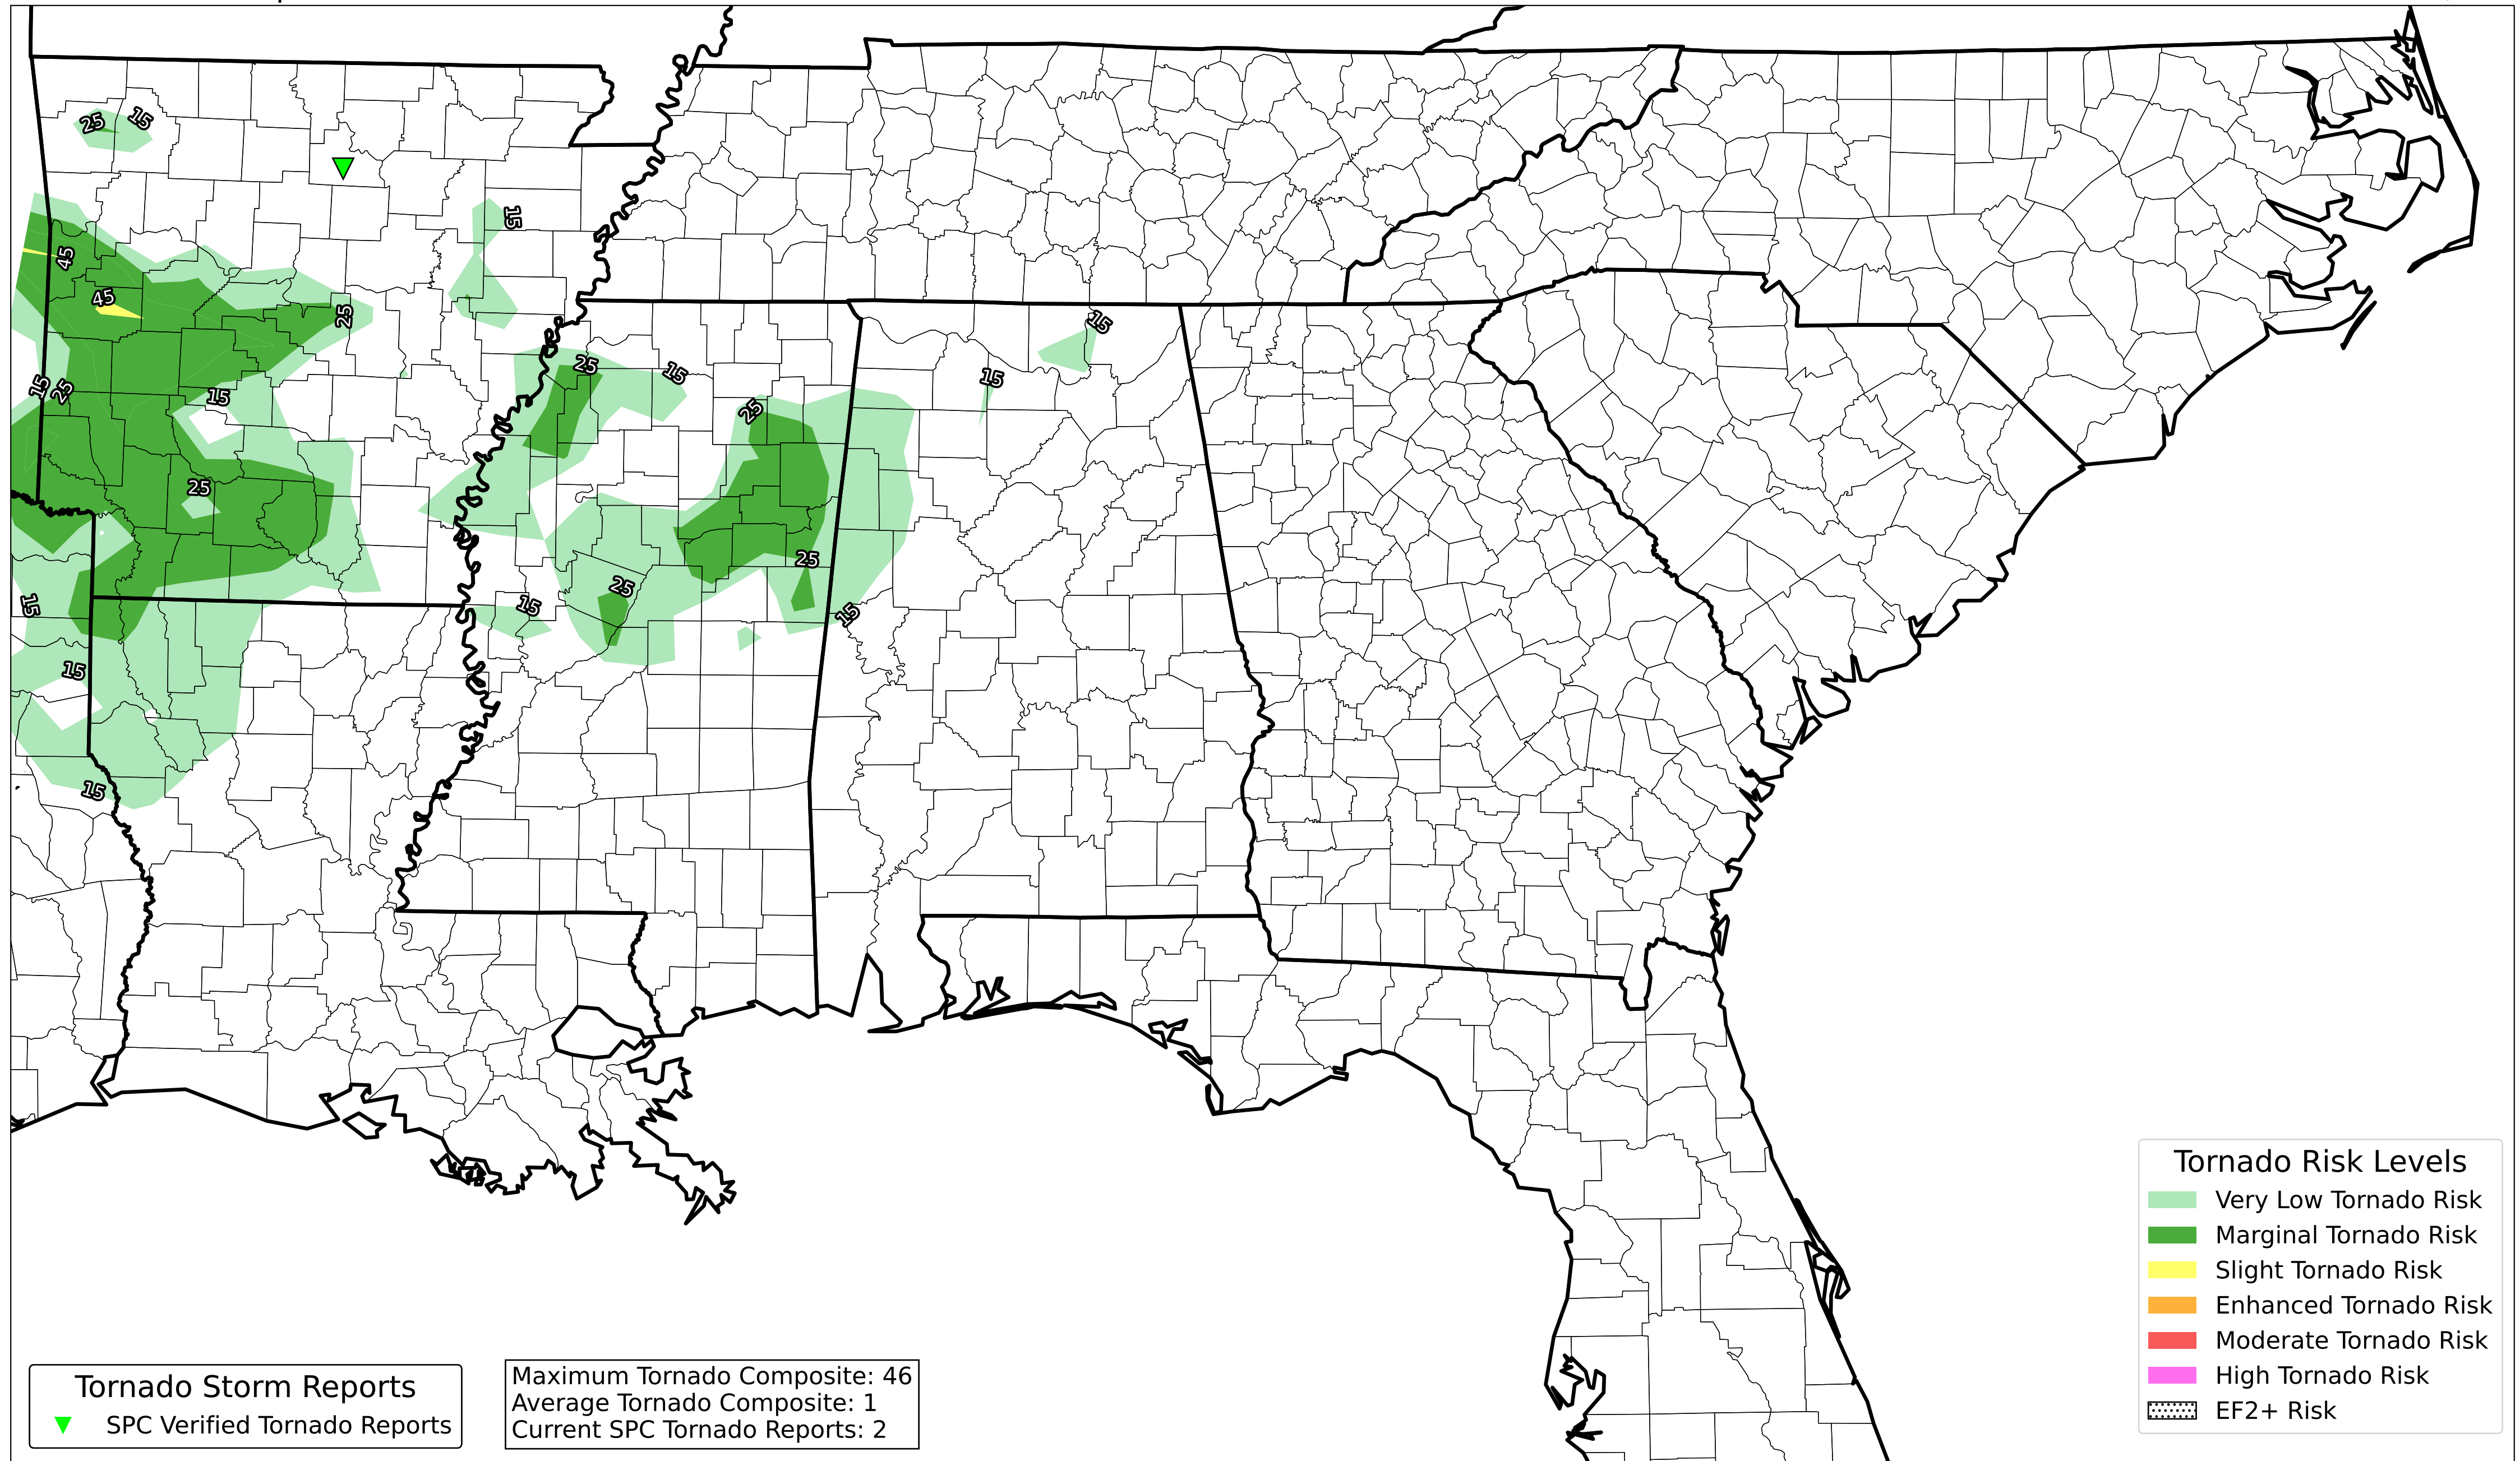 25
15
15
45
45
25
15
15
25
25
15
15
15
25
25
25
25
15
25
15
15
15
15
Tornado Risk Levels
Very Low Tornado Risk
Marginal Tornado Risk
Slight Tornado Risk
Enhanced Tornado Risk
Moderate Tornado Risk
High Tornado Risk
EF2+ Risk
Tornado Storm Reports
SPC Verified Tornado Reports
Maximum Tornado Composite: 46
Average Tornado Composite: 1
Current SPC Tornado Reports: 2